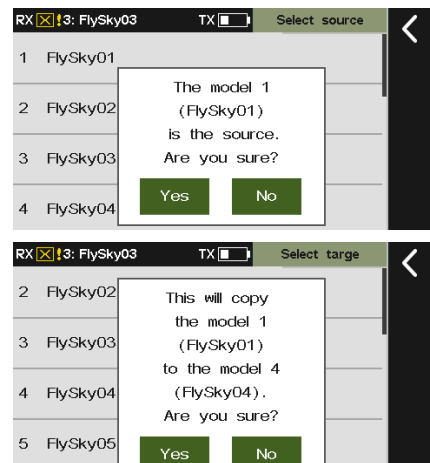 RX !3: FlySky03 TX Select source
1 FlySky01
2 FlySky02
3 FlySky03
4 FlySky04
The model 1
(FlySky01)
is the source.
Are you sure?
Yes No
RX !3: FlySky03 TX Select targe
2 FlySky02
3 FlySky03
4 FlySky04
5 FlySky05
This will copy
the model 1
(FlySky01)
to the model 4
(FlySky04).
Are you sure?
Yes No